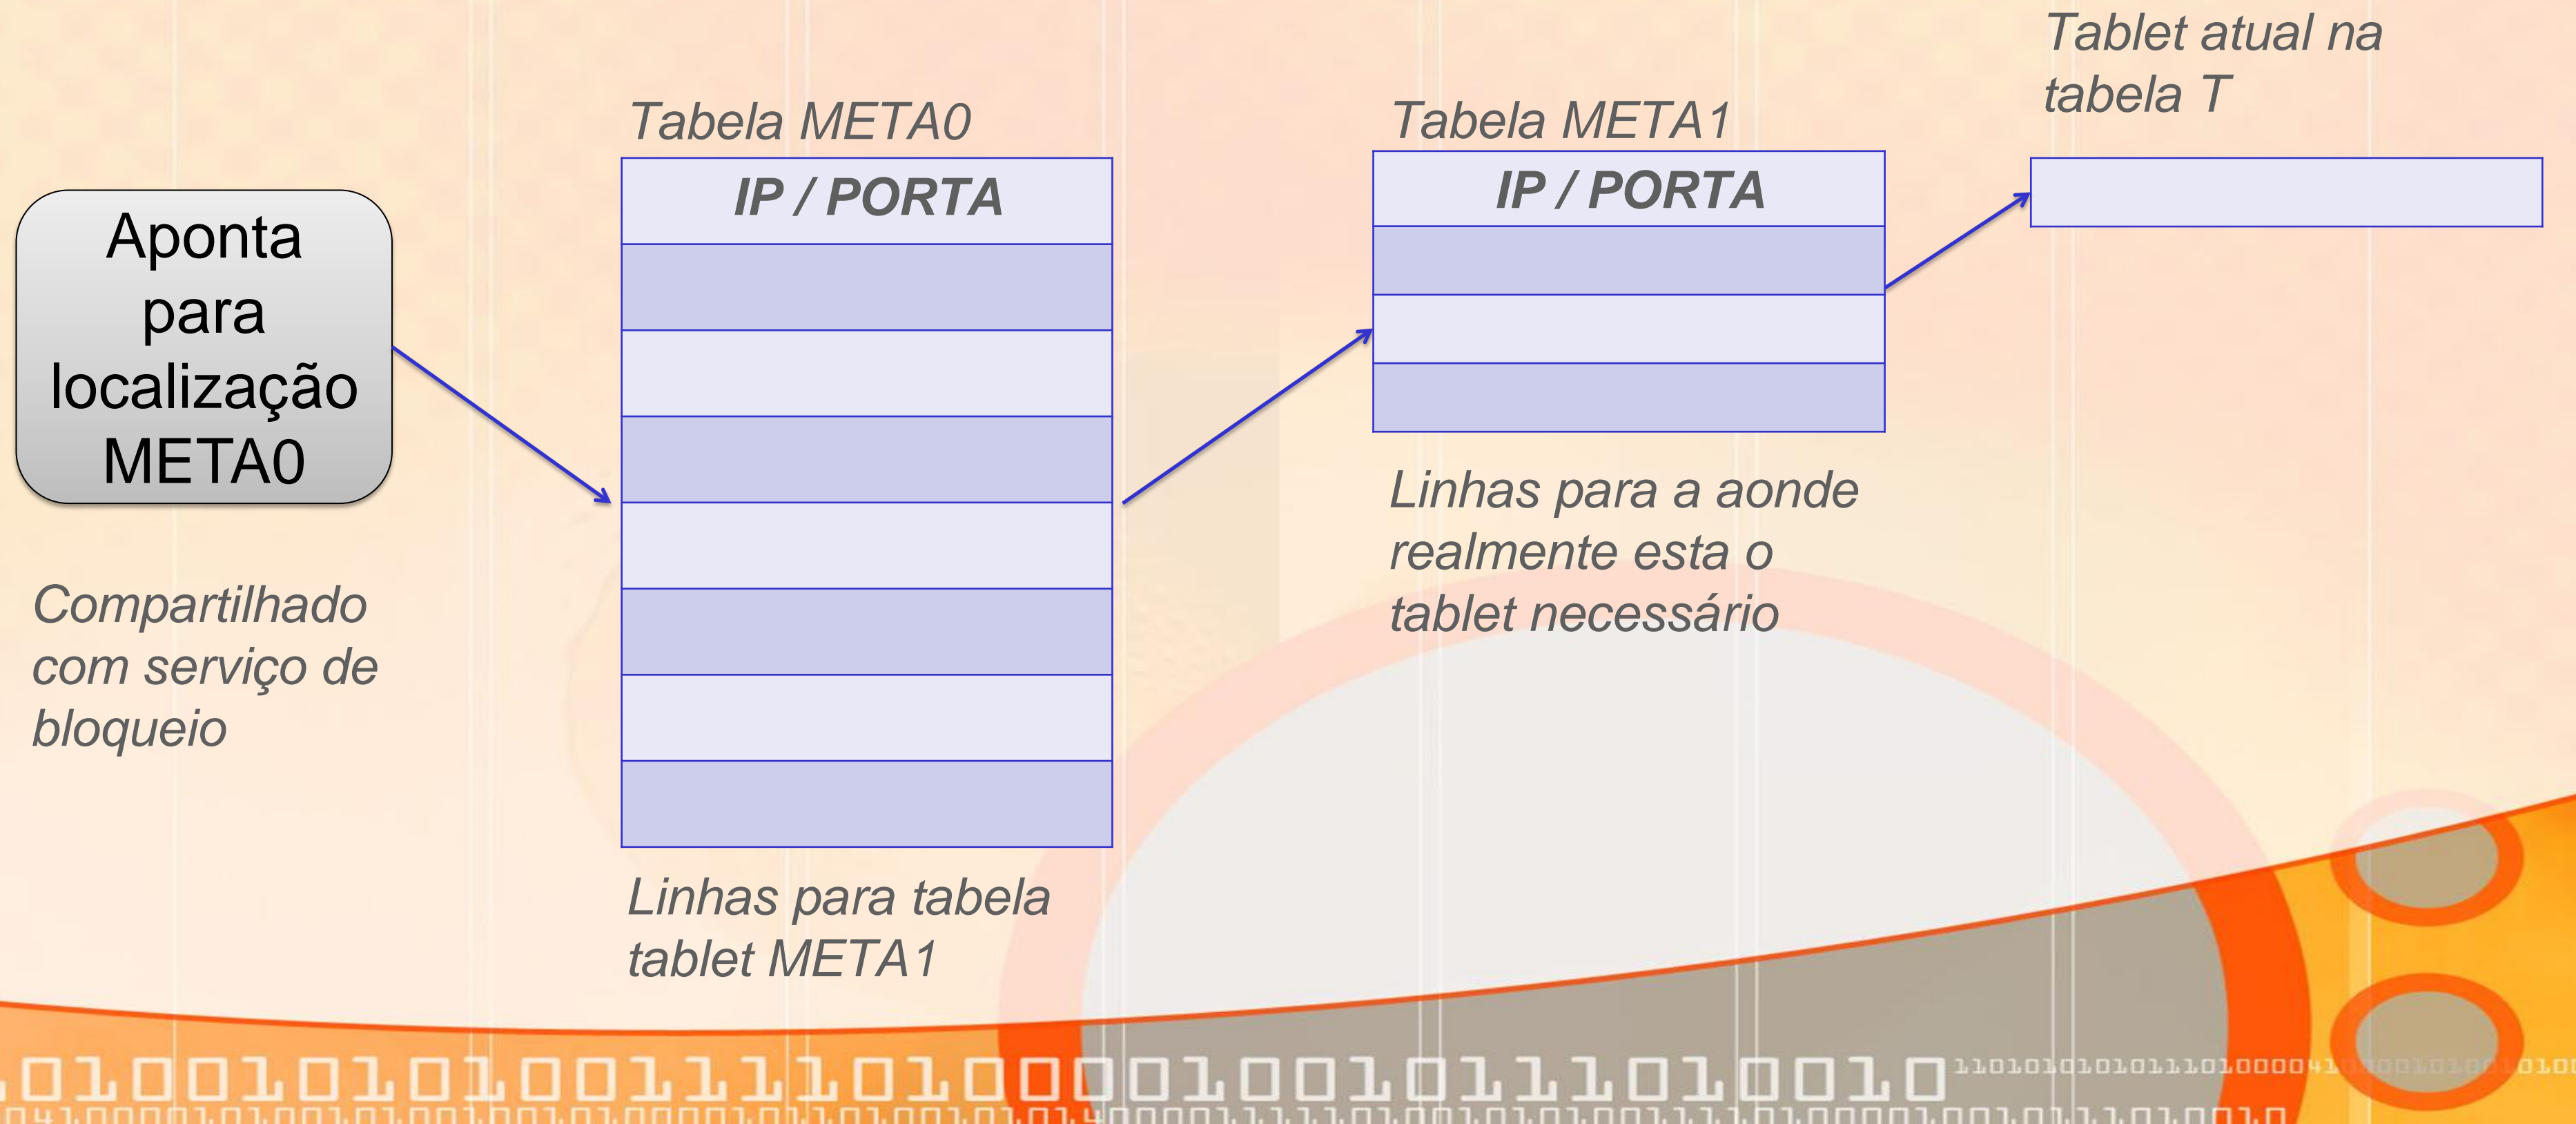 Aponta
para
localização
META0
Compartilhado
com serviço de
bloqueio
Tabela META0
IP / PORTA
Linhas para tabela
tablet META1
Tabela META1
IP / PORTA
Linhas para a aonde
realmente esta o
tablet necessário
Tablet atual na
tabela T